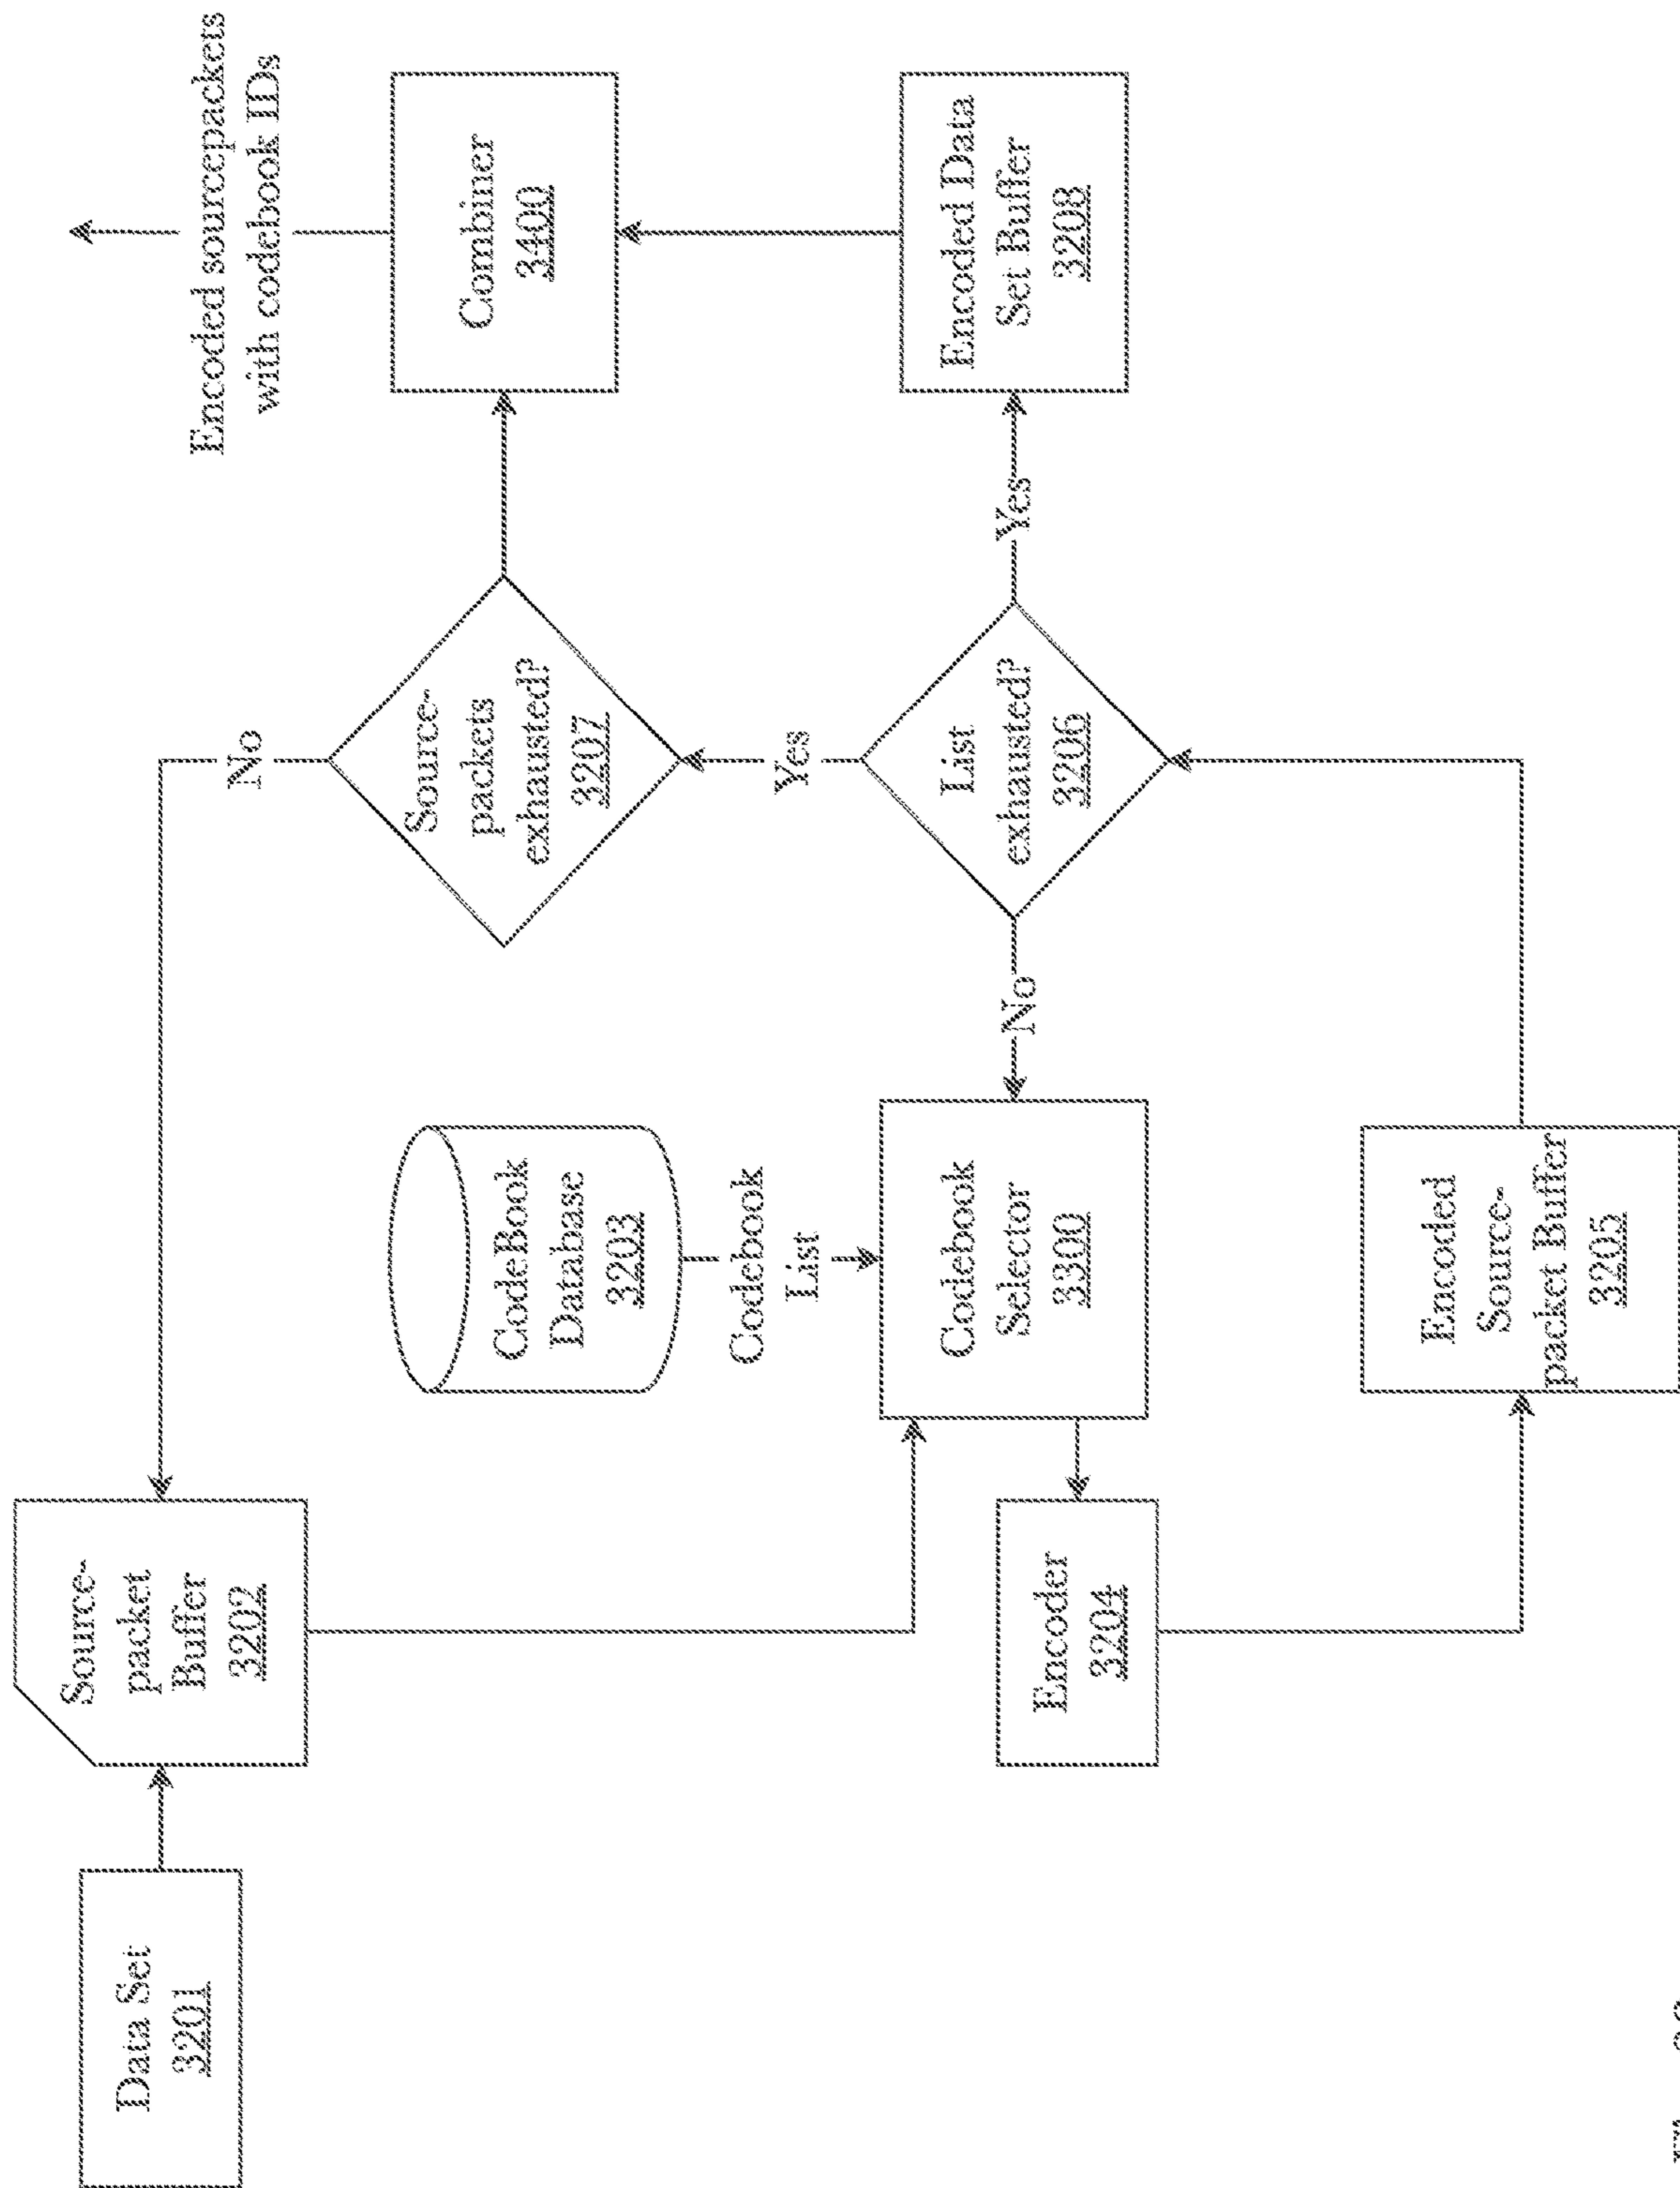 Data Set
3201
Source-
packet
Buffer
3202
No
Encoded sourcepackets
with codebook IDs
CodeBook
Database
3203
Codebook
List
Source-
packets
exhausted?
3207
Combiner
3400
Yes
Encoder
3204
Codebook
Selector
3300
No
List
exhausted?
3206
Yes
Encoded Data
Set Buffer
3208
Encoded
Source-
packet Buffer
3205